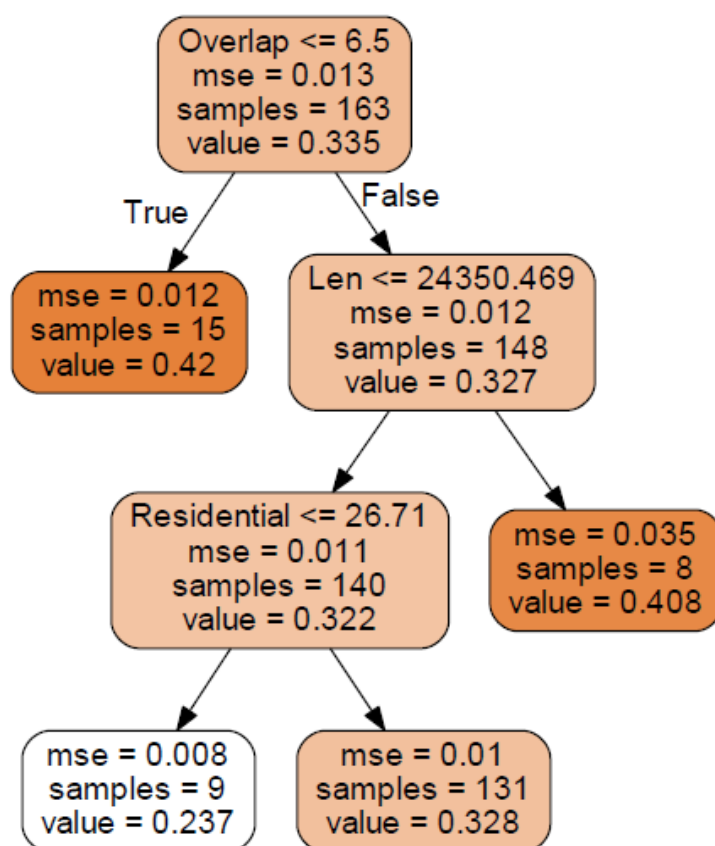 Overlap <= 6.5
mse = 0.013
samples = 163
value = 0.335
True
False
mse = 0.012
samples = 15
value = 0.42
Len <= 24350.469
mse = 0.012
samples = 148
value = 0.327
Residential <= 26.71
mse = 0.011
samples = 140
value = 0.322
mse = 0.035
samples = 8
value = 0.408
mse = 0.008
samples = 9
value = 0.237
mse = 0.01
samples = 131
value = 0.328